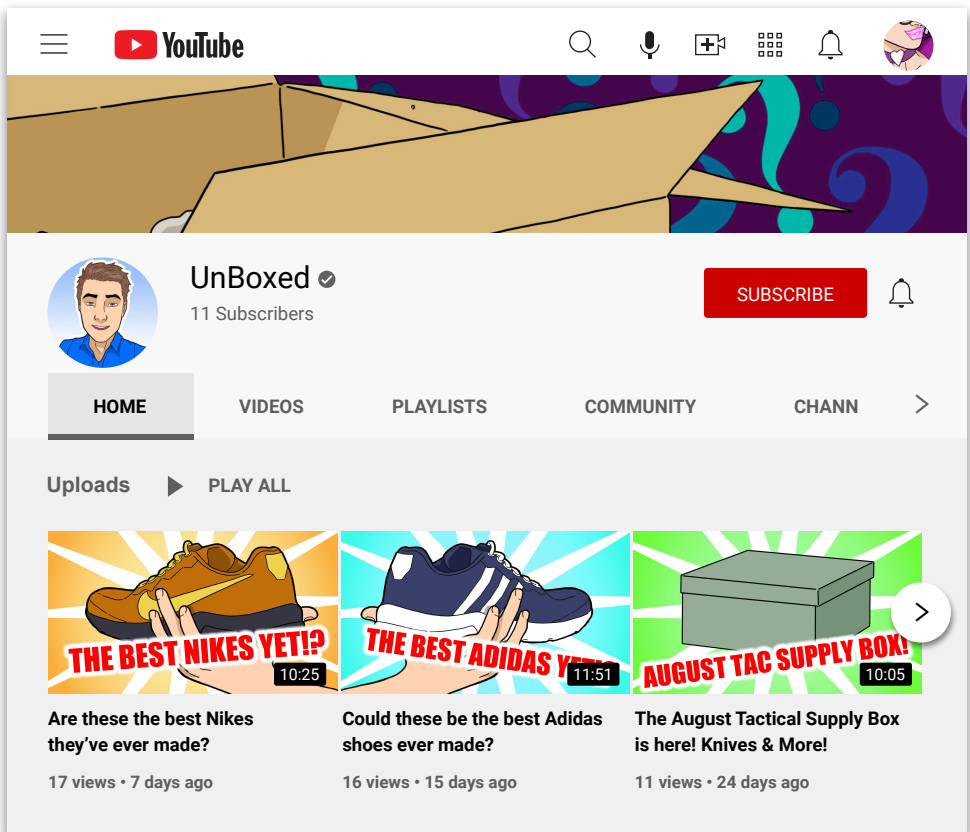 YouTube
UnBoxed
11 Subscribers
SUBSCRIBE
HOME
VIDEOS
PLAYLISTS
COMMUNITY
CHANN
Uploads
PLAY ALL
THE BEST NIKES YET!?
10:25
THE BEST ADIDAS YET!?
11:51
AUGUST TAC SUPPLY BOX!
10:05
Are these the best Nikes
they’ve ever made?
17 views • 7 days ago
Could these be the best Adidas
shoes ever made?
16 views • 15 days ago
The August Tactical Supply Box
is here! Knives & More!
11 views • 24 days ago